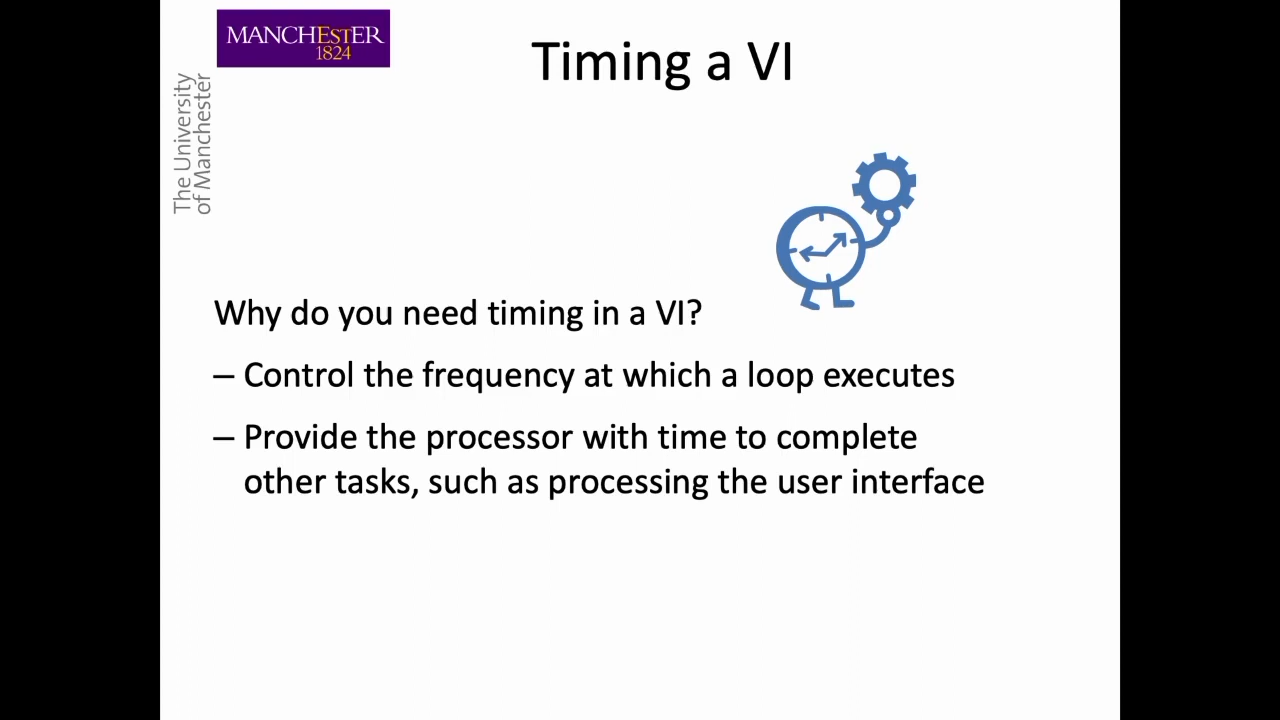 MANCHESTER
1824
The University
of Manchester
Timing a VI
Why do you need timing in a VI?
– Control the frequency at which a loop executes
– Provide the processor with time to complete
other tasks, such as processing the user interface